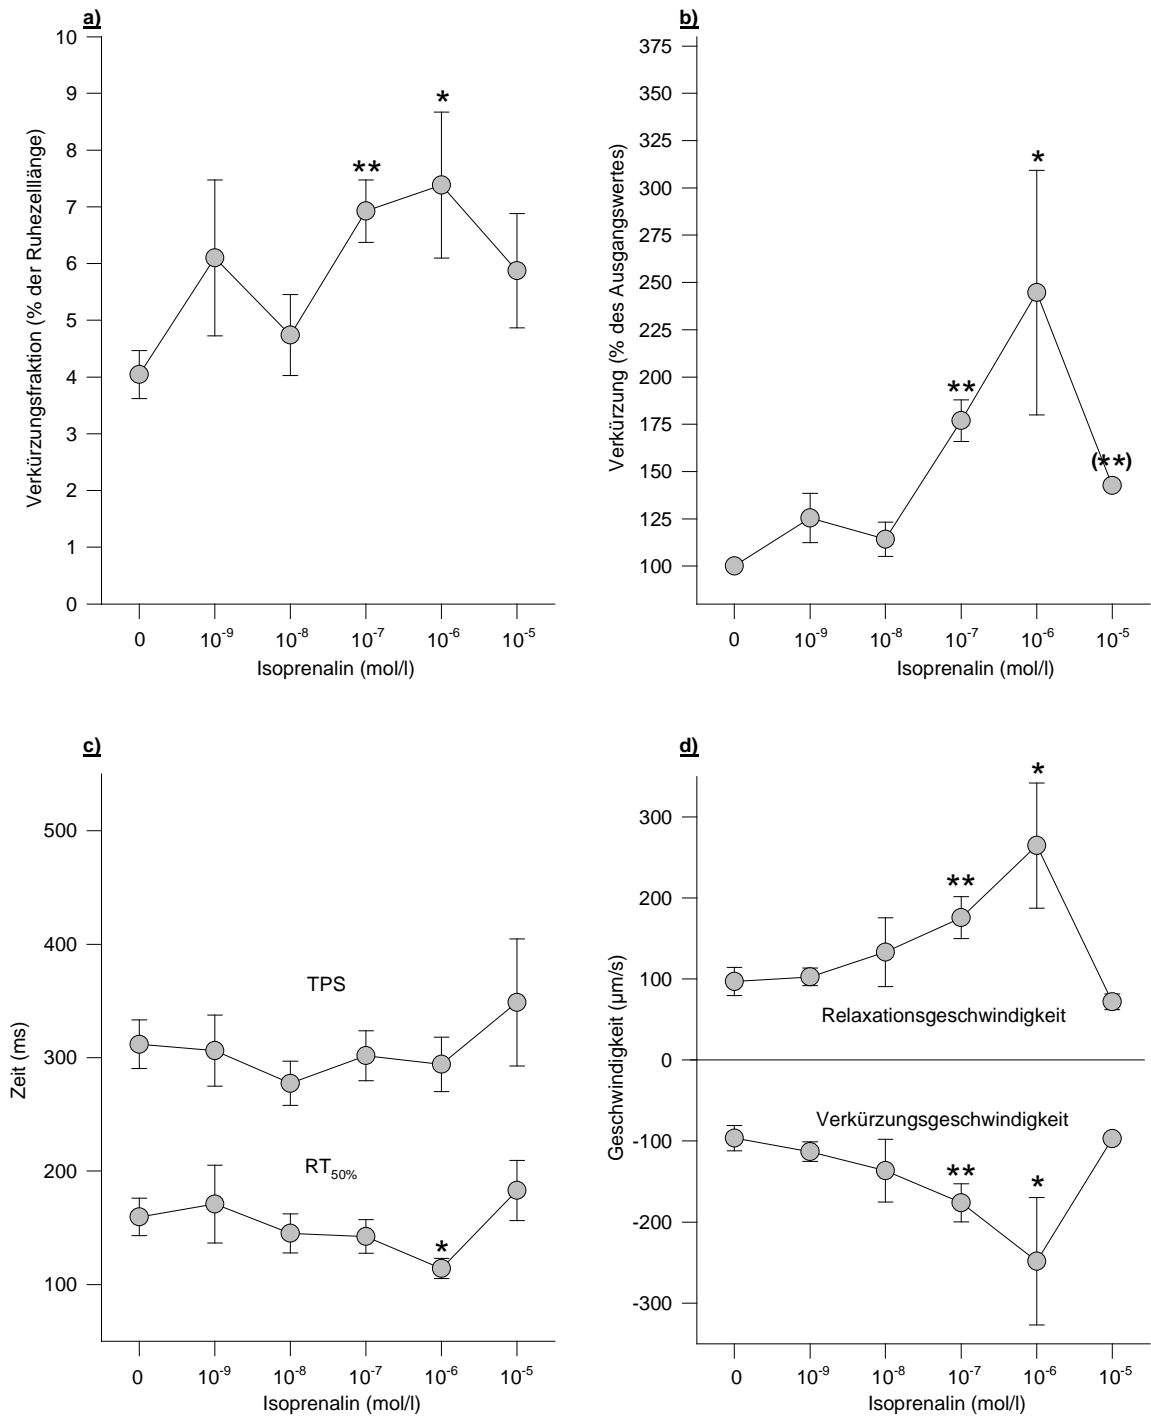 a)
10
9
8
7
6
5
4
3
2
1
0
Verkürzungsfraktion (% der Ruhezelllänge)
**
*
0 10⁻⁹ 10⁻⁸ 10⁻⁷ 10⁻⁶ 10⁻⁵
Isoprenalin (mol/l)
b)
375
350
325
300
275
250
225
200
175
150
125
100
Verkürzung (% des Ausgangswertes)
*
**
(**)
0 10⁻⁹ 10⁻⁸ 10⁻⁷ 10⁻⁶ 10⁻⁵
Isoprenalin (mol/l)
c)
500
400
300
200
100
Zeit (ms)
TPS
RT50%
*
0 10⁻⁹ 10⁻⁸ 10⁻⁷ 10⁻⁶ 10⁻⁵
Isoprenalin (mol/l)
d)
300
200
100
0
-100
-200
-300
Geschwindigkeit (µm/s)
*
**
Relaxationsgeschwindigkeit
Verkürzungsgeschwindigkeit
**
*
0 10⁻⁹ 10⁻⁸ 10⁻⁷ 10⁻⁶ 10⁻⁵
Isoprenalin (mol/l)